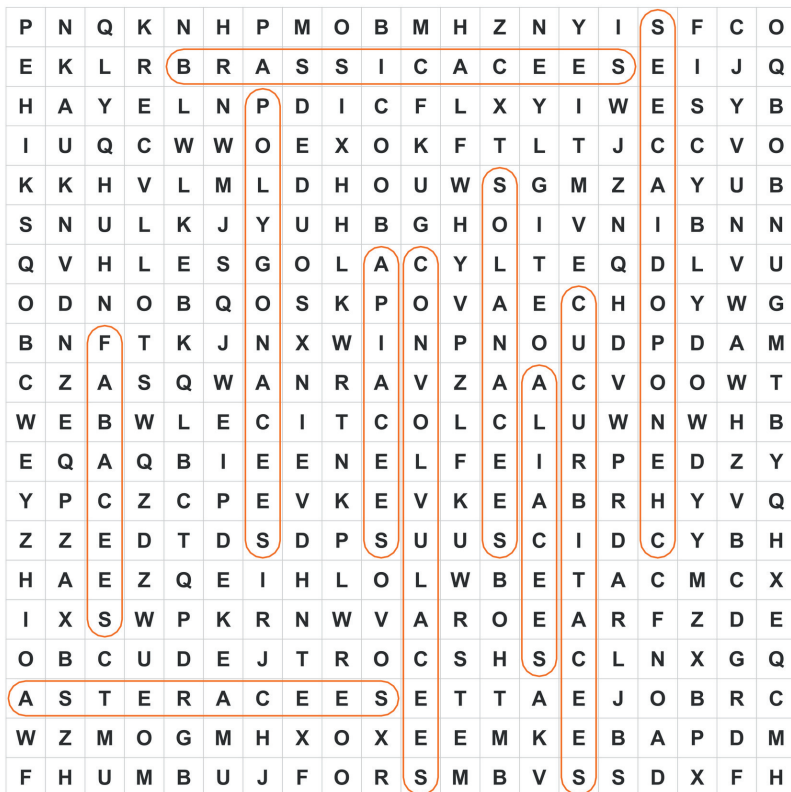 P N Q K N H P M O B M H Z N Y I S F C O
E K L R B R A S S I C A C E E S E I J Q
H A Y E L N P D I C F L X Y I W E S Y B
I U Q C W W O E X O K F T L T J C C V O
K K H V L M L D H O U W S G M Z A Y U B
S N U L K J Y U H B G H O I V N I B N N
Q V H L E S G O L A C Y L T E Q D L V U
O D N O B Q O S K P O V A E C H O Y W G
B N F T K J N X W I N P N O U D P D A M
C Z A S Q W A N R A V Z A A C V O O W T
W E B W L E C I T C O L C L U W N W H B
E Q A Q B I E E N E L F E I R P E D Z Y
Y P C Z C P E V K E V K E A B R H Y V Q
Z Z E D T D S D P S U U S C I D C Y B H
H A E Z Q E I H L O L W B E T A C M C X
I X S W P K R N W V A R O E A R F Z D E
O B C U D E J T R O C S H S C L N X G Q
A S T E R A C E E S E T T A E J O B R C
W Z M O G M H X O X E E M K E B A P D M
F H U M B U J F O R S M B V S S D X F H